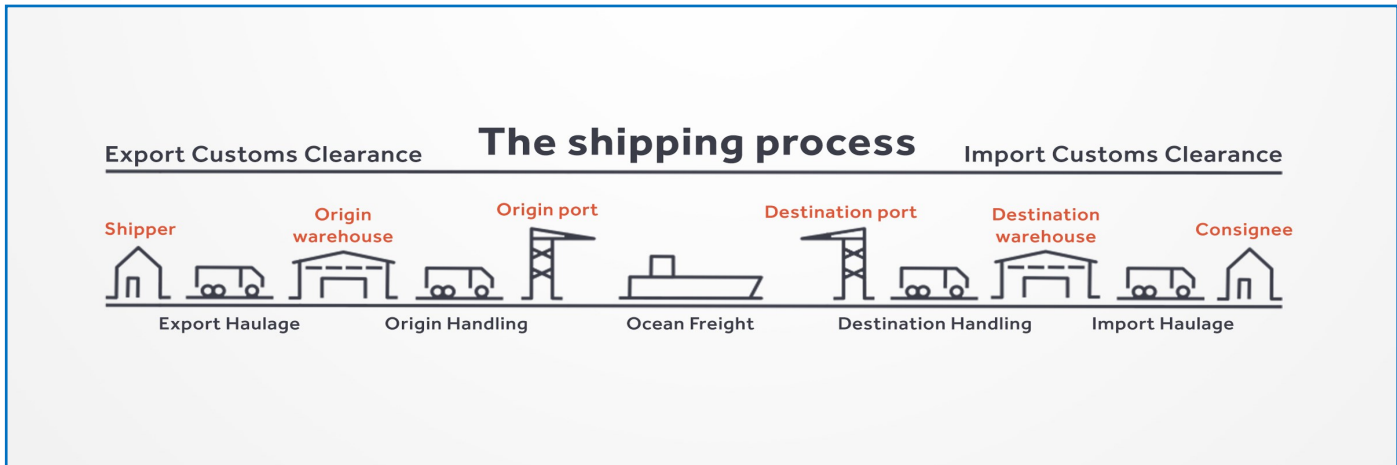 The shipping process
Export Customs Clearance
Import Customs Clearance
Shipper
Origin
warehouse
Origin port
Destination port
Destination
warehouse
Consignee
Export Haulage
Origin Handling
Ocean Freight
Destination Handling
Import Haulage